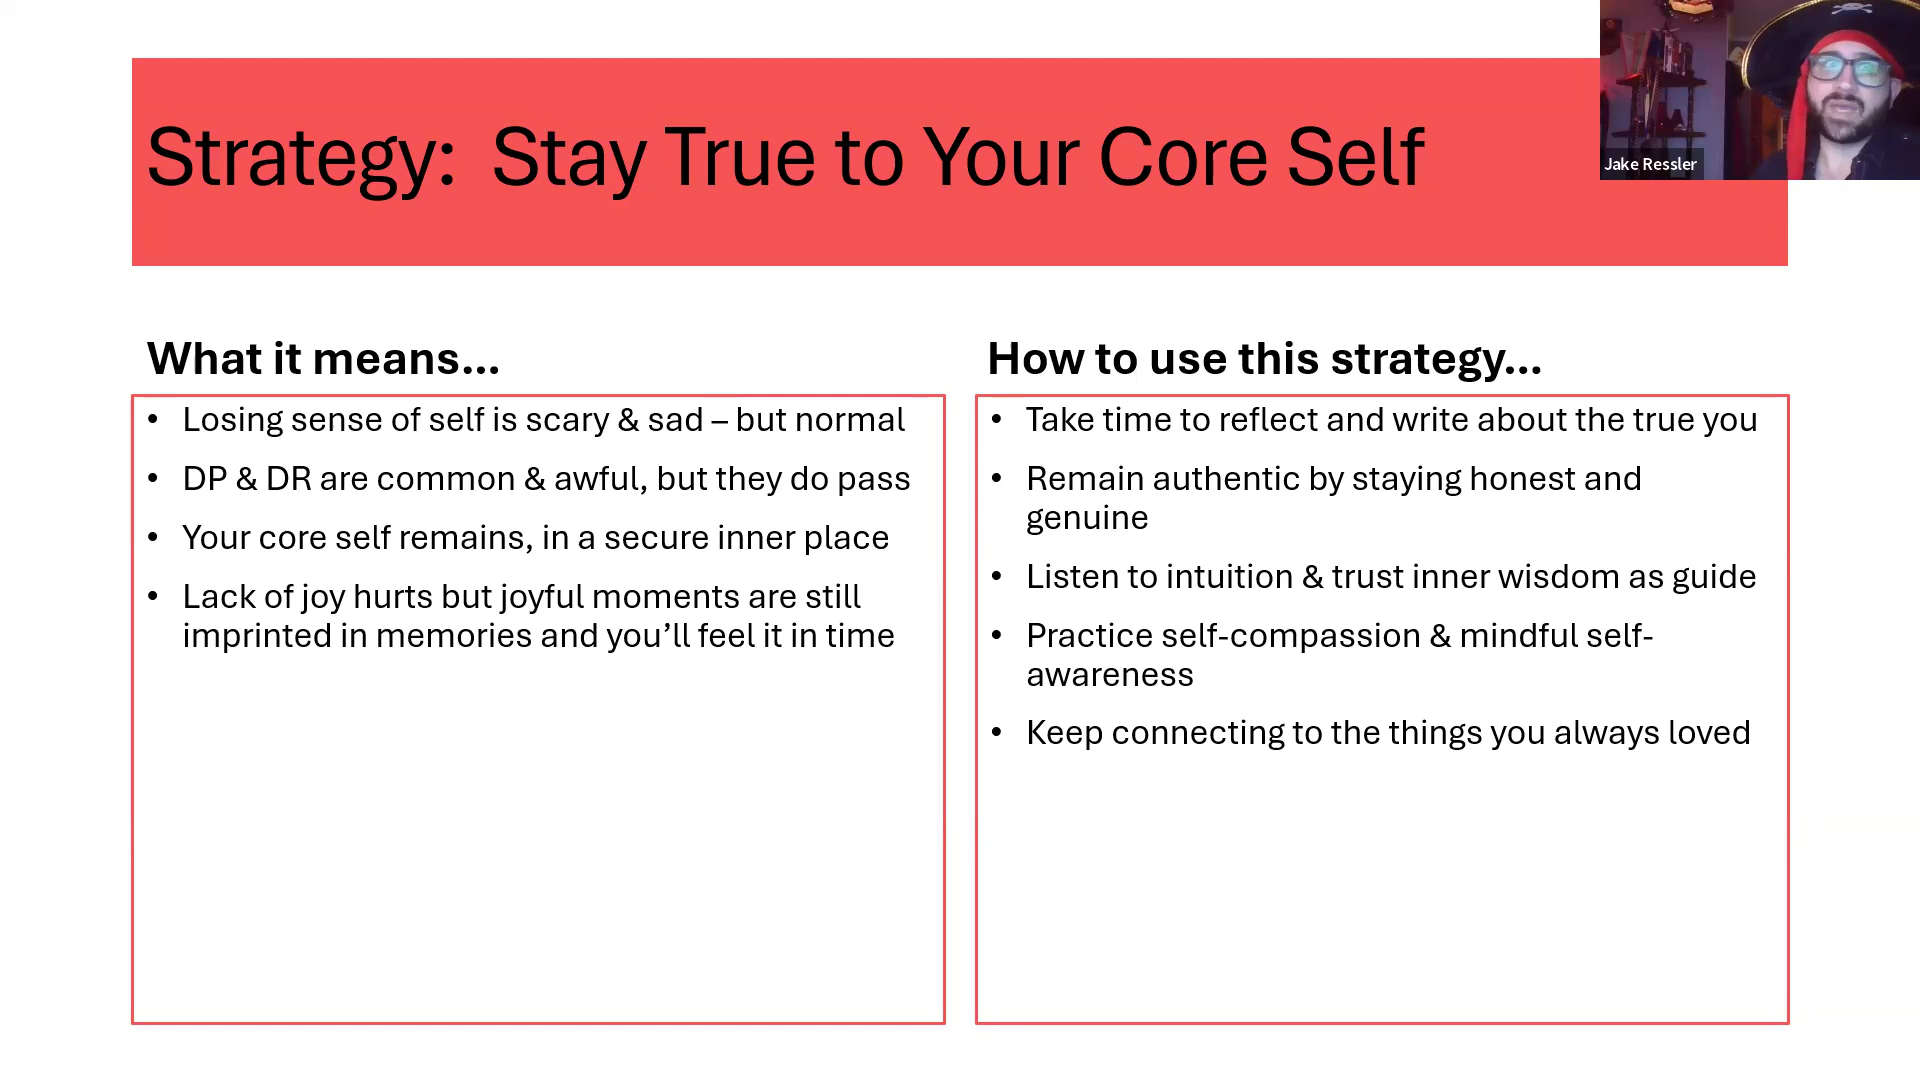 Strategy:  Stay True to Your Core Self
Jake Ressler
What it means...
• Losing sense of self is scary & sad – but normal
• DP & DR are common & awful, but they do pass
• Your core self remains, in a secure inner place
• Lack of joy hurts but joyful moments are still
imprinted in memories and you’ll feel it in time
How to use this strategy...
• Take time to reflect and write about the true you
• Remain authentic by staying honest and
genuine
• Listen to intuition & trust inner wisdom as guide
• Practice self-compassion & mindful self-
awareness
• Keep connecting to the things you always loved